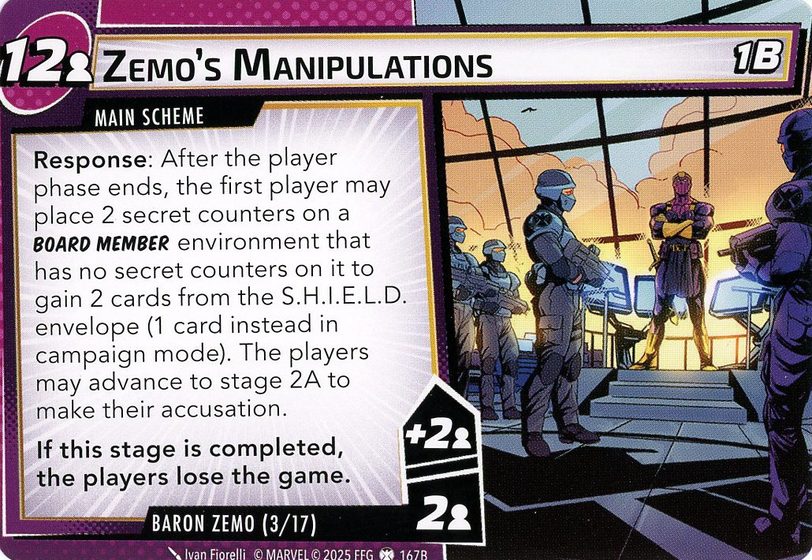 12
ZEMO'S MANIPULATIONS
1B
MAIN SCHEME
Response: After the player
phase ends, the first player may
place 2 secret counters on a
BOARD MEMBER environment that
has no secret counters on it to
gain 2 cards from the S.H.I.E.L.D.
envelope (1 card instead in
campaign mode). The players
may advance to stage 2A to
make their accusation.
If this stage is completed,
the players lose the game.
+2
2
BARON ZEMO (3/17)
Ivan Fiorelli © MARVEL © 2025 FFG 167B